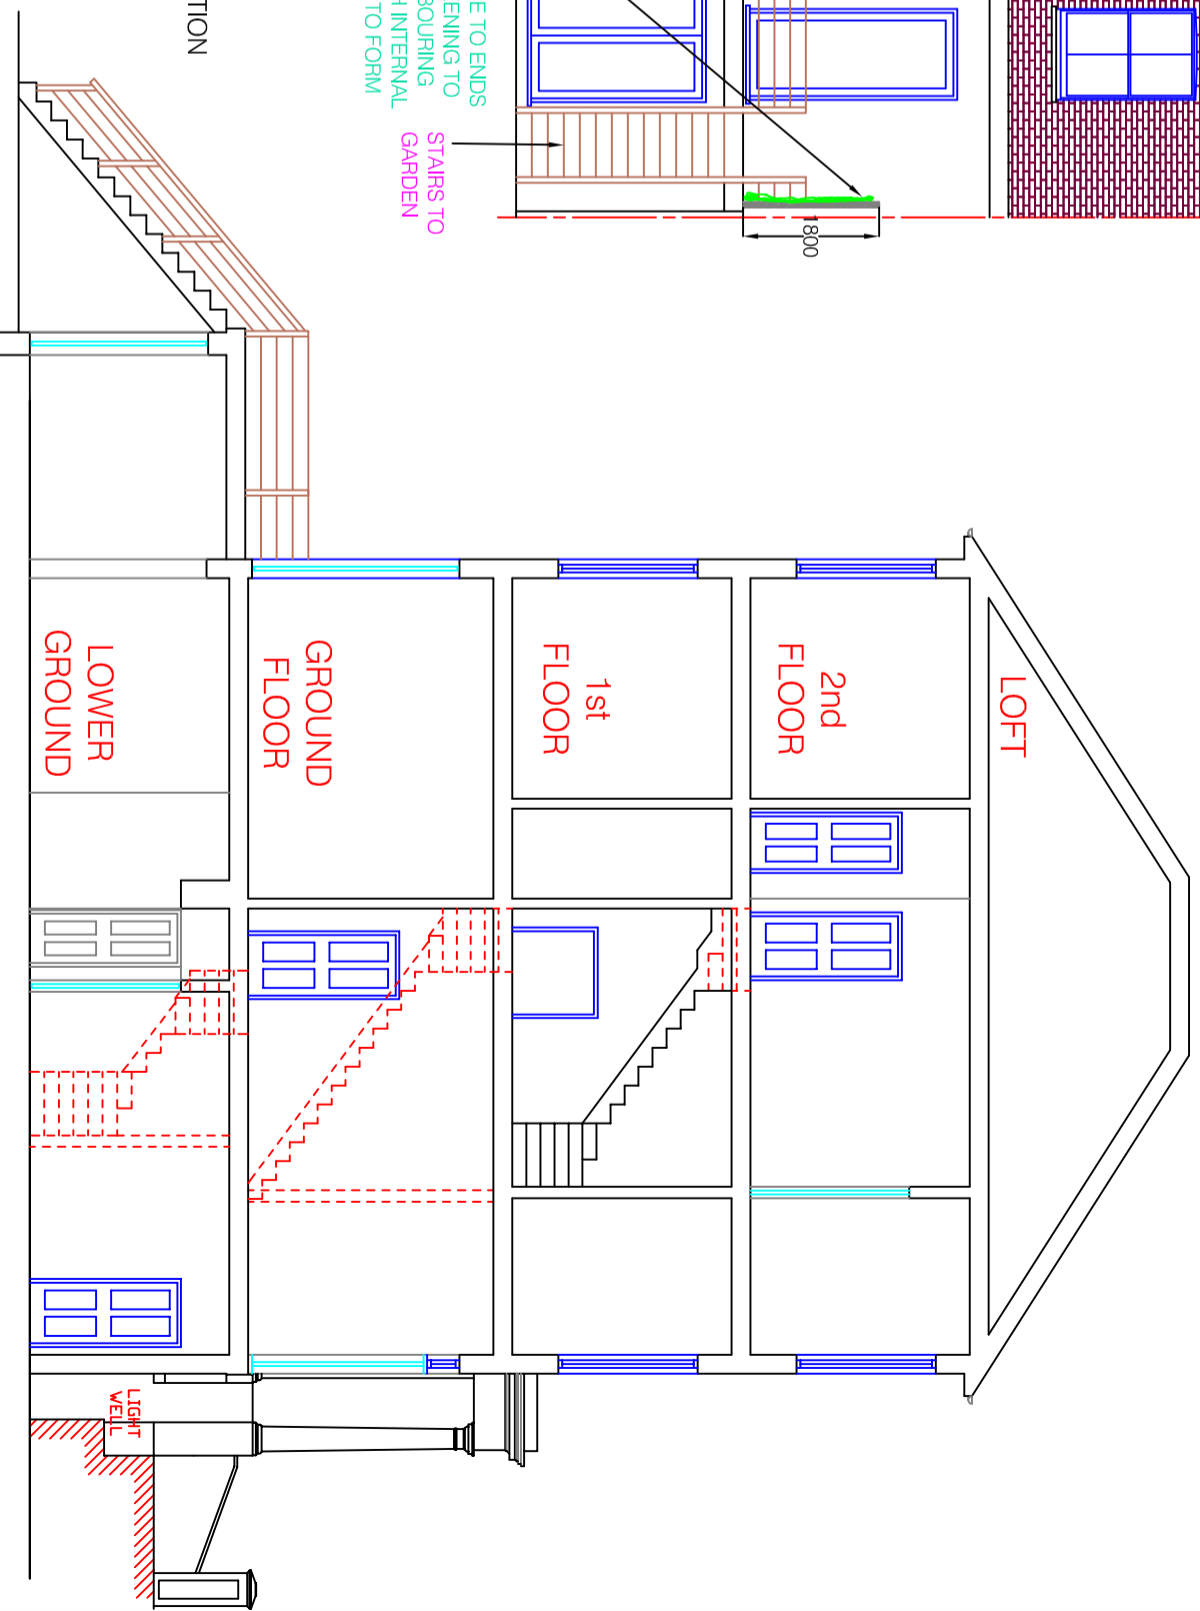 TION
E TO ENDS
ENING TO
BOURING
H INTERNAL
TO FORM
STAIRS TO
GARDEN
1800
LOFT
2nd
FLOOR
1st
FLOOR
GROUND
FLOOR
LOWER
GROUND
LIGHT
WELL